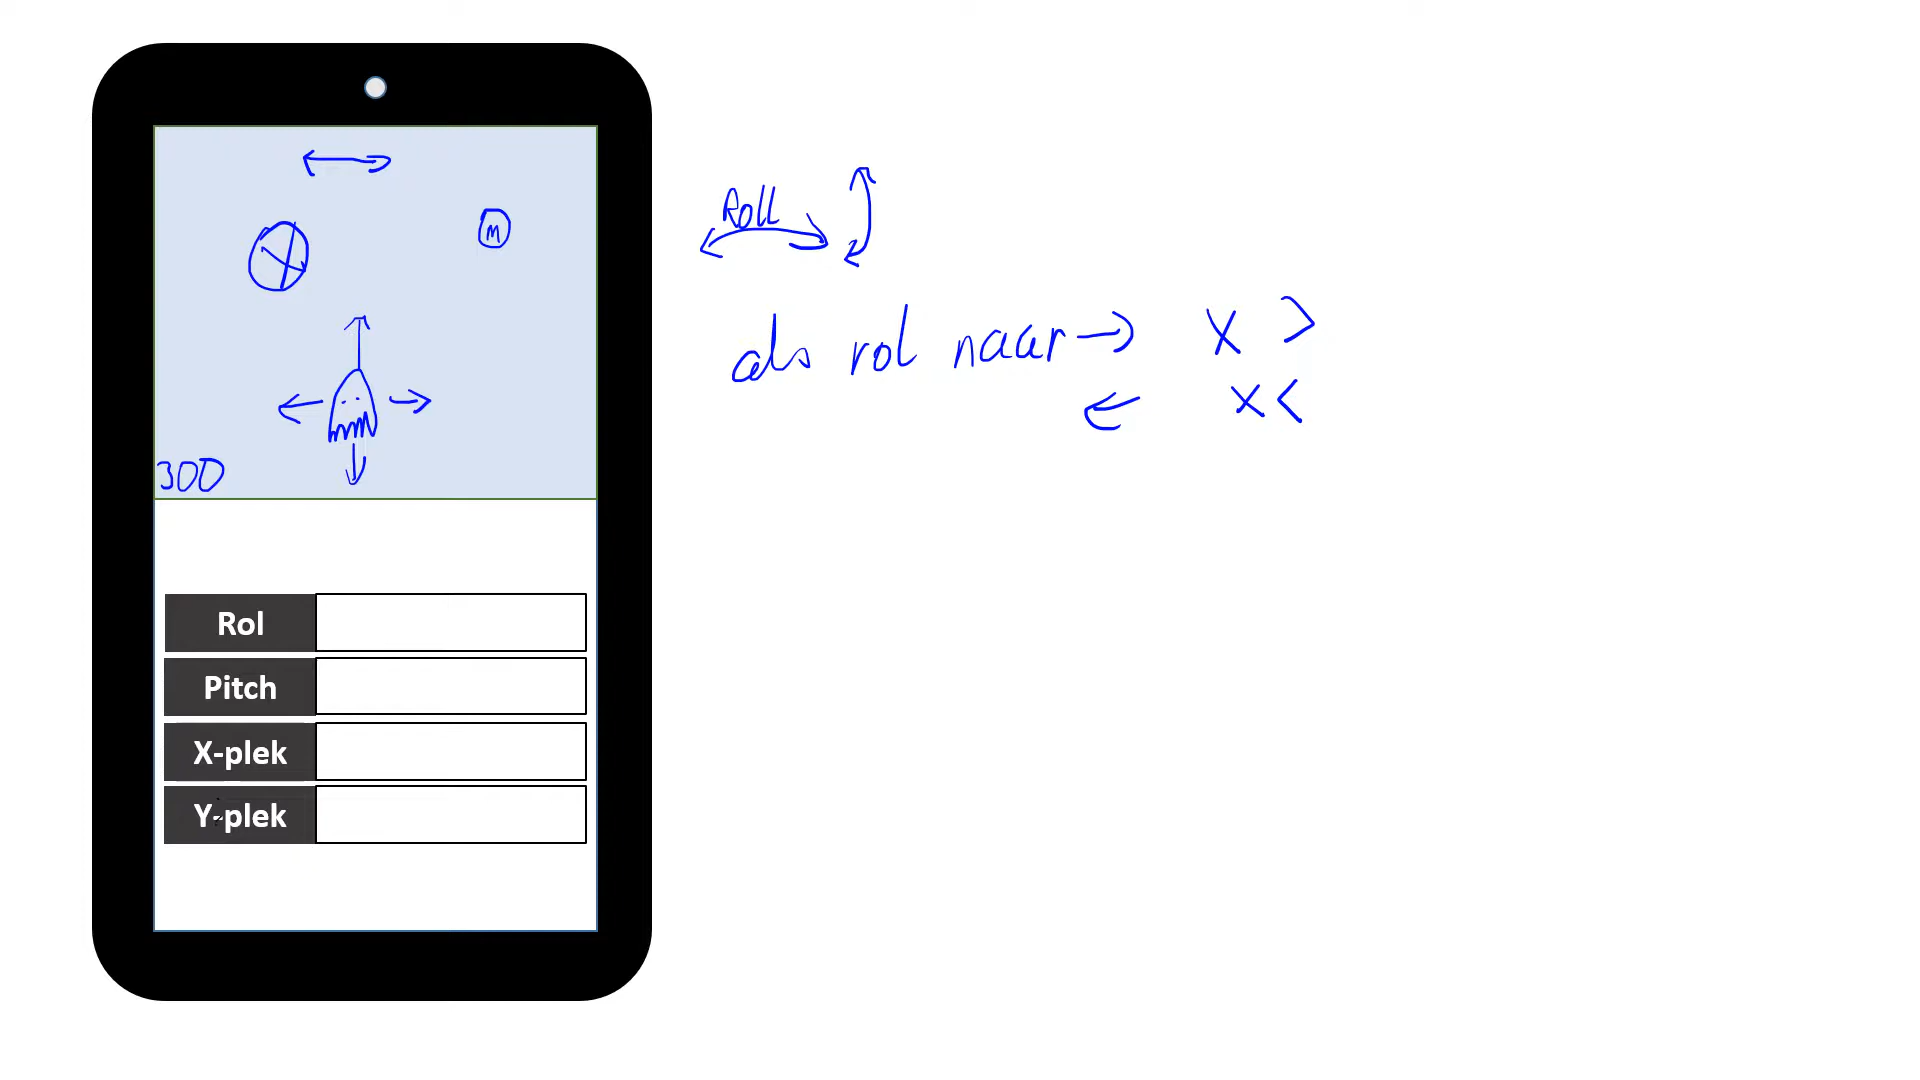 M
300
Rol
Pitch
X-plek
Y-plek
Roll
als rol naar → X >
← x <